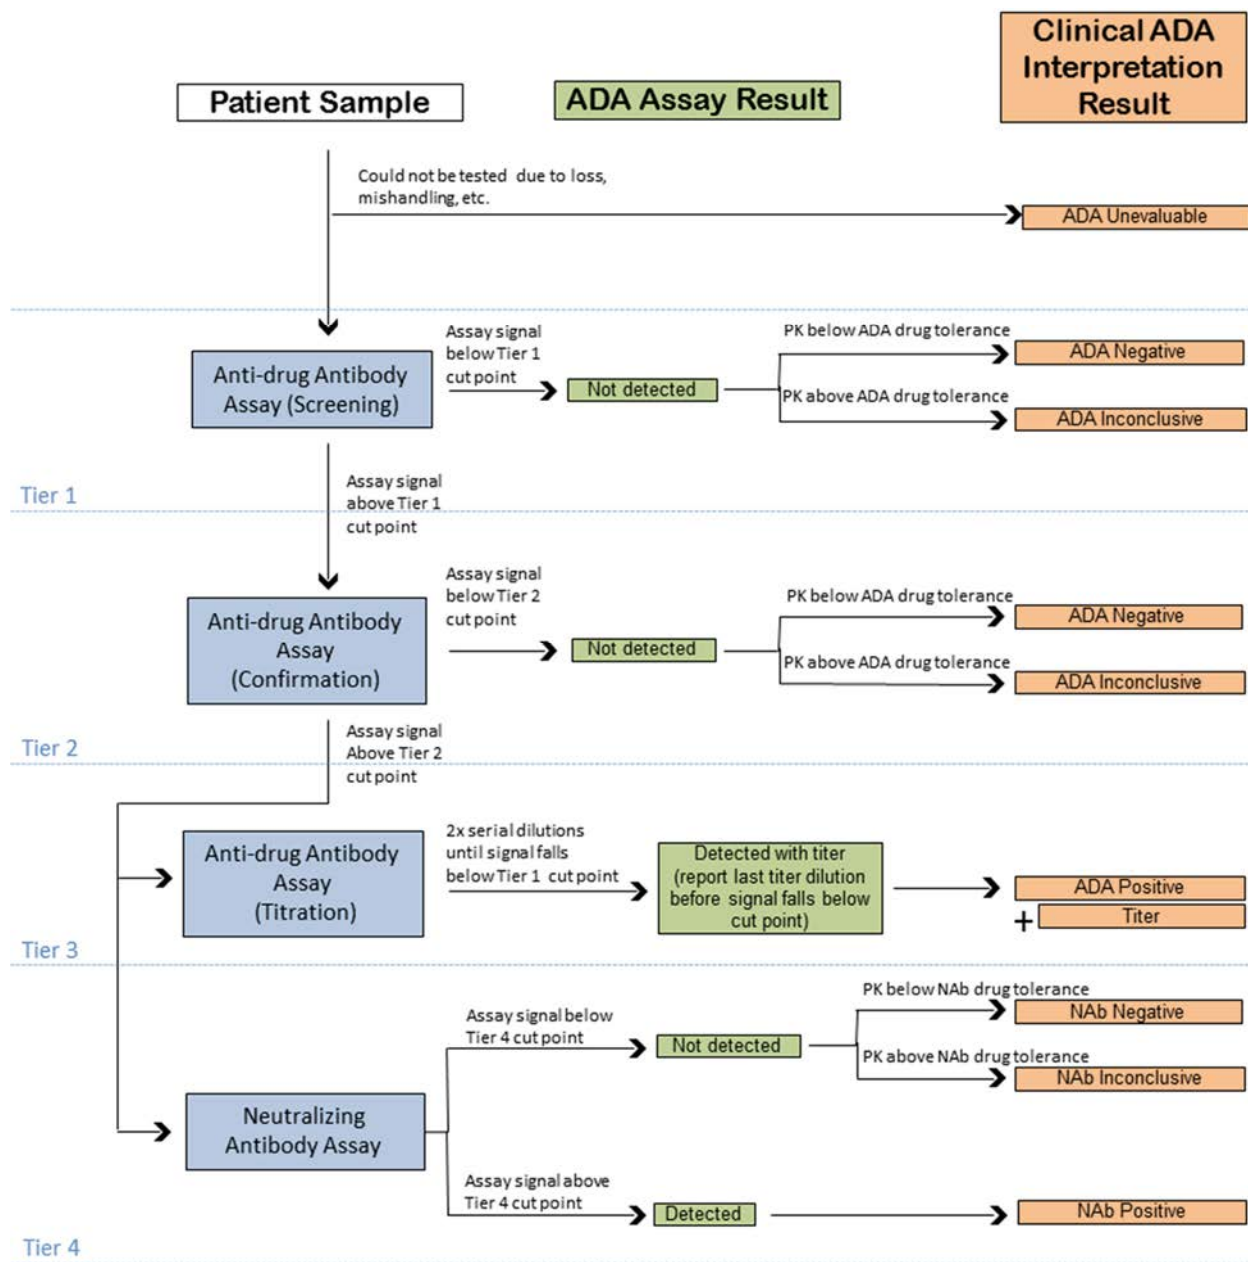 Patient Sample
ADA Assay Result
Clinical ADA
Interpretation
Result
Could not be tested due to loss,
mishandling, etc.
ADA Unevaluable
Anti-drug Antibody
Assay (Screening)
Assay signal
below Tier 1
cut point
Not detected
PK below ADA drug tolerance
ADA Negative
PK above ADA drug tolerance
ADA Inconclusive
Tier 1
Assay signal
above Tier 1
cut point
Anti-drug Antibody
Assay
(Confirmation)
Assay signal
below Tier 2
cut point
Not detected
PK below ADA drug tolerance
ADA Negative
PK above ADA drug tolerance
ADA Inconclusive
Tier 2
Assay signal
Above Tier 2
cut point
Anti-drug Antibody
Assay
(Titration)
2x serial dilutions
until signal falls
below Tier 1 cut point
Detected with titer
(report last titer dilution
before signal falls below
cut point)
ADA Positive
+ Titer
Tier 3
Neutralizing
Antibody Assay
Assay signal below
Tier 4 cut point
Not detected
PK below NAb drug tolerance
NAb Negative
PK above NAb drug tolerance
NAb Inconclusive
Assay signal above
Tier 4 cut point
Detected
NAb Positive
Tier 4